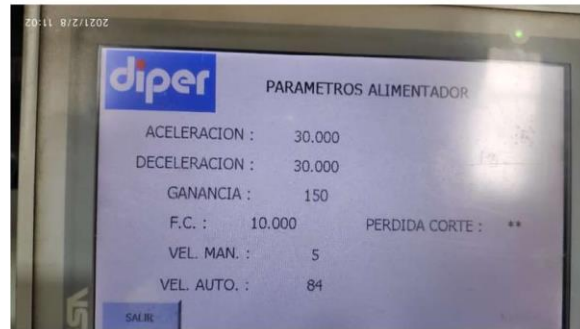 2021/2/8 11:02
diper
PARAMETROS ALIMENTADOR
ACELERACION : 30.000
DECELERACION : 30.000
GANANCIA : 150
F.C. : 10.000 PERDIDA CORTE : **
VEL. MAN. : 5
VEL. AUTO. : 84
SALIR